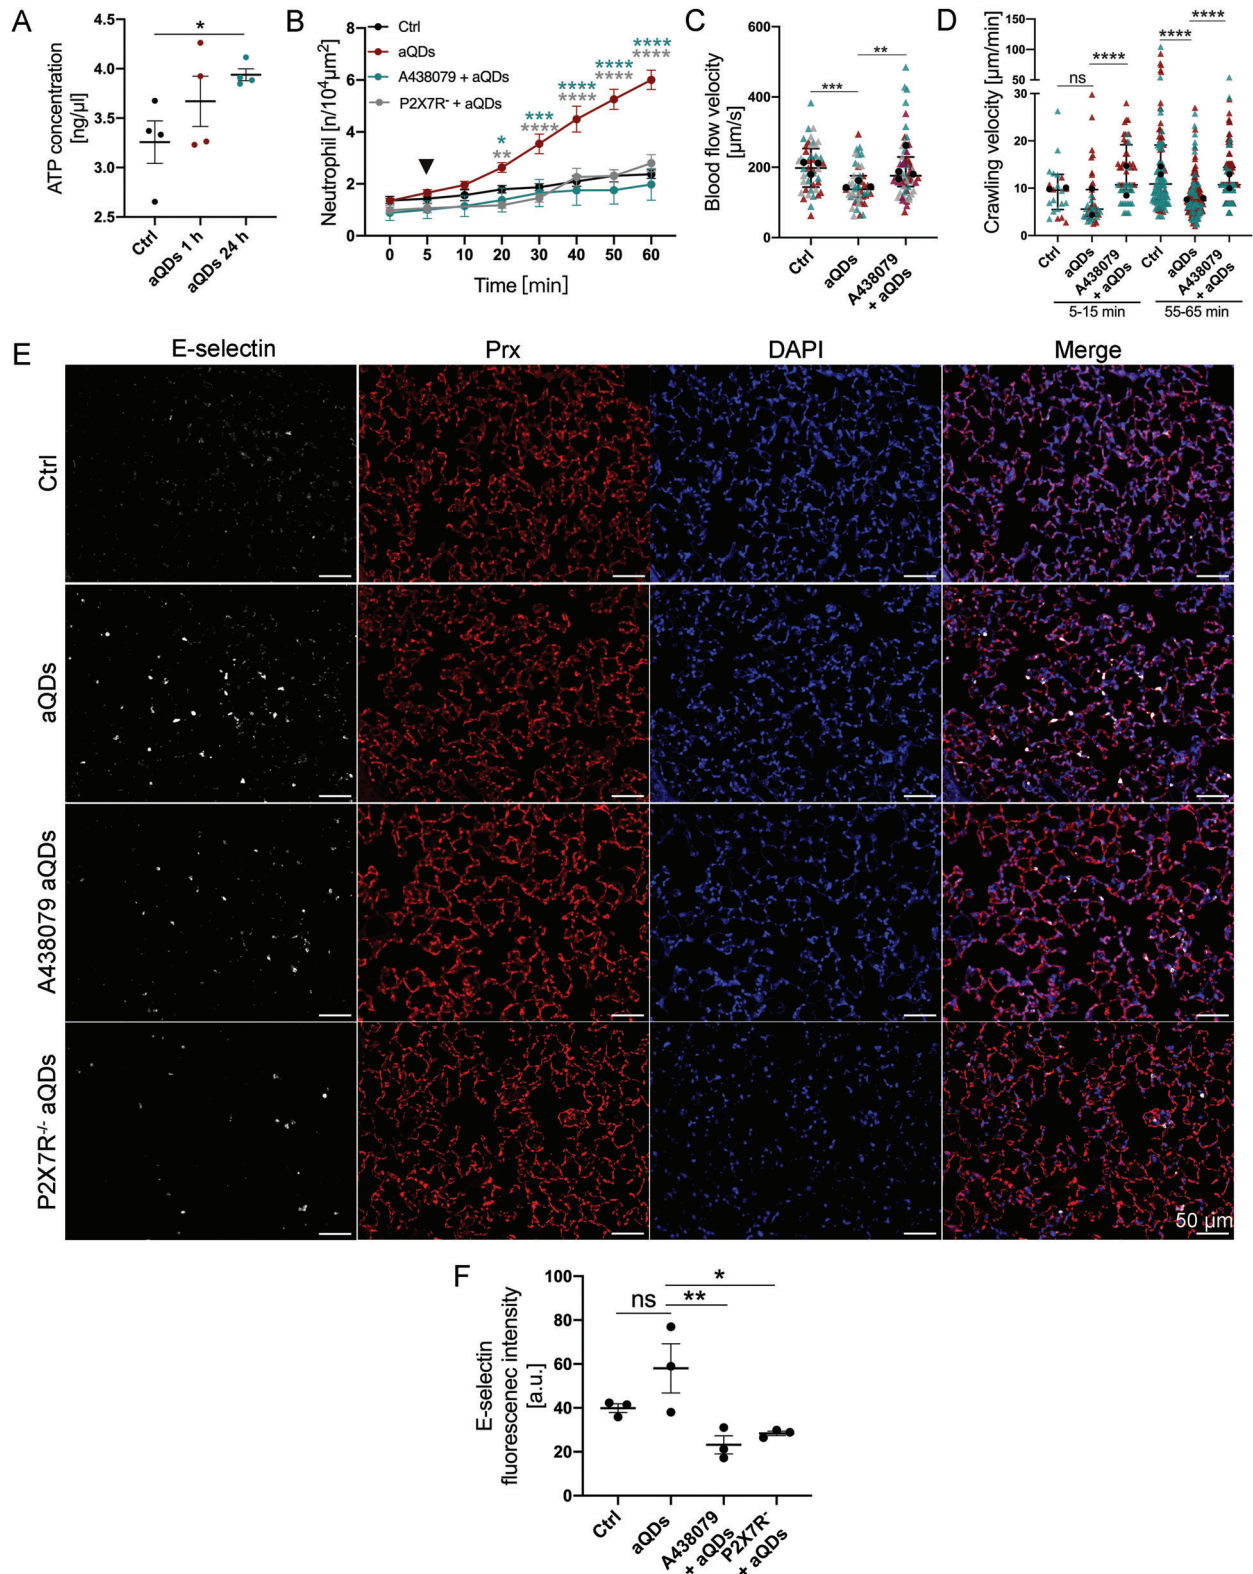 A
ATP concentration
[ng/µl]
4.5
4.0
3.5
3.0
2.5
*
Ctrl
aQDs 1 h
aQDs 24 h
B
Neutrophil [n/10⁴µm²]
8
6
4
2
0
Ctrl
aQDs
A438079 + aQDs
P2X7R⁻ + aQDs
*
**
***
****
****
****
****
****
****
****
0 5 10 20 30 40 50 60
Time [min]
C
Blood flow velocity
[µm/s]
600
400
200
0
***
**
Ctrl
aQDs
A438079
+ aQDs
D
Crawling velocity [µm/min]
150
100
50
30
20
10
0
ns
****
****
****
Ctrl
aQDs
A438079
+ aQDs
Ctrl
aQDs
A438079
+ aQDs
5-15 min
55-65 min
E
E-selectin
Prx
DAPI
Merge
Ctrl
aQDs
A438079 aQDs
P2X7R⁻/⁻ aQDs
50 µm
F
E-selectin
fluorescenec intensity
[a.u.]
100
80
60
40
20
0
ns
**
*
Ctrl
aQDs
A438079
+ aQDs
P2X7R⁻
+ aQDs